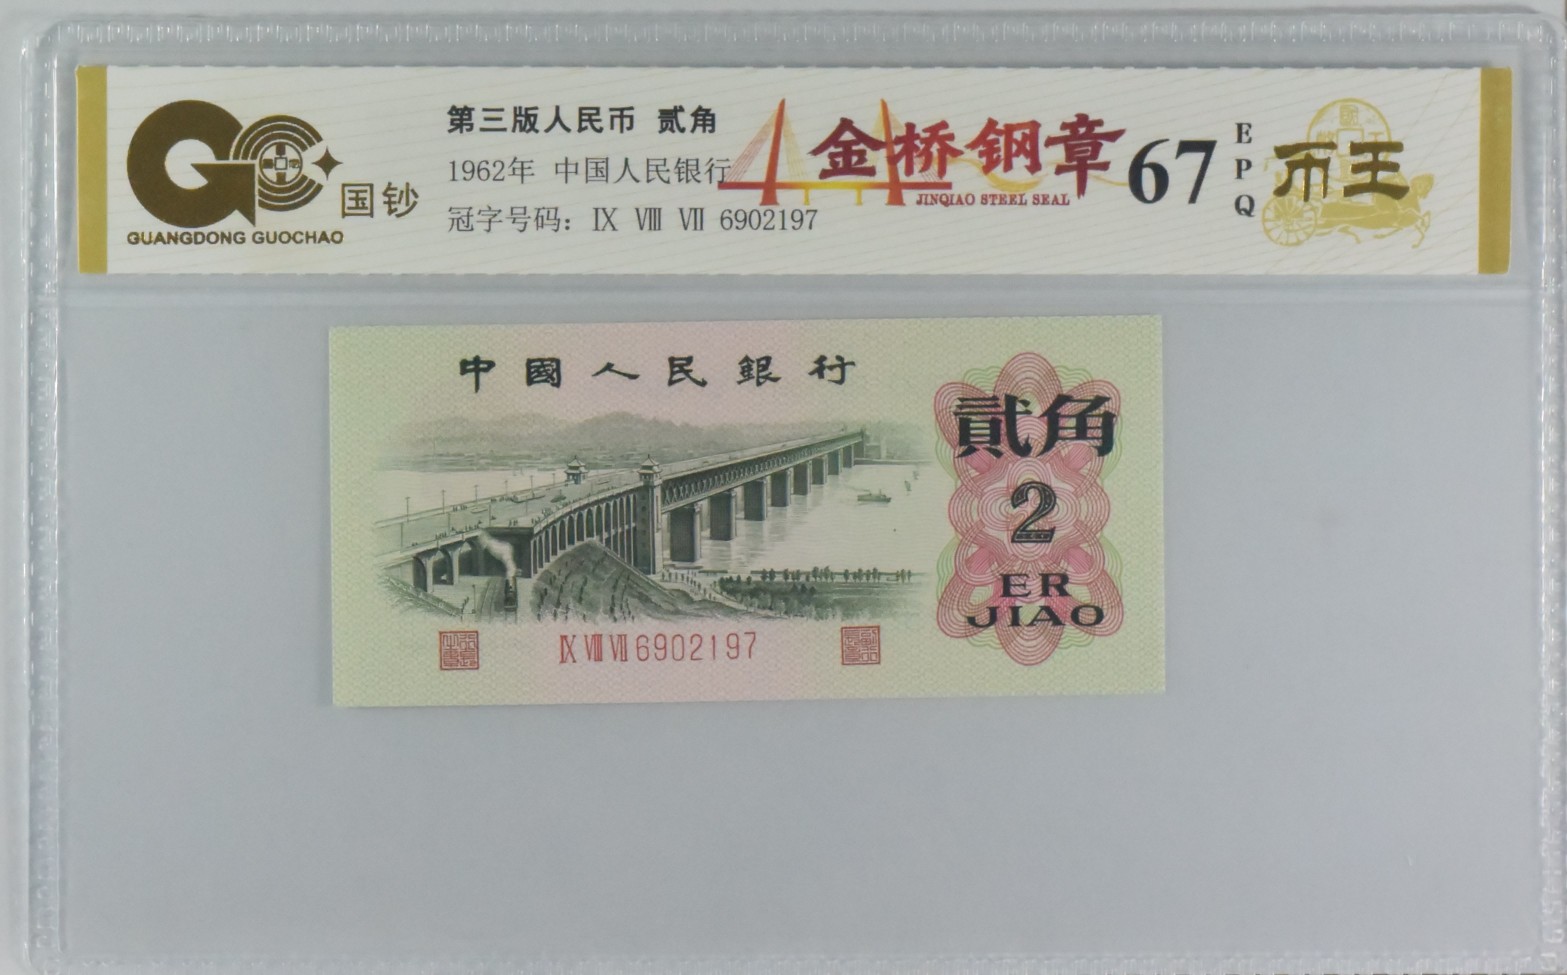 国钞
GUANGDONG GUOCHAO
第三版人民币 贰角
1962年 中国人民银行
冠字号码：Ⅸ Ⅷ Ⅶ 6902197
金桥钢章
JINQIAO STEEL SEAL
67
EPQ
币王
中國人民銀行
貳角
2
ER
JIAO
Ⅸ Ⅷ Ⅶ 6902197